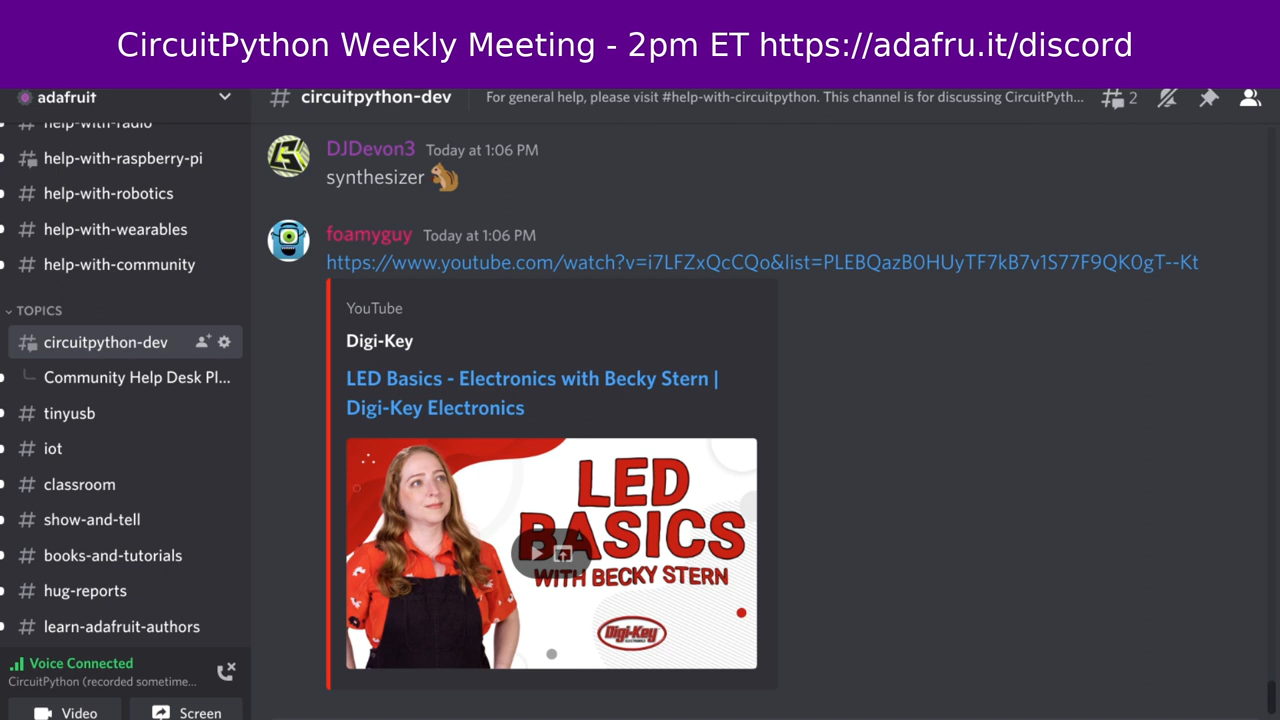 CircuitPython Weekly Meeting - 2pm ET https://adafru.it/discord
adafruit
help-with-radio
help-with-raspberry-pi
help-with-robotics
help-with-wearables
help-with-community
TOPICS
circuitpython-dev
Community Help Desk Pl...
tinyusb
iot
classroom
show-and-tell
books-and-tutorials
hug-reports
learn-adafruit-authors
Voice Connected
CircuitPython (recorded sometime...
Video
Screen
# circuitpython-dev
For general help, please visit #help-with-circuitpython. This channel is for discussing CircuitPyth...
2
DJDevon3 Today at 1:06 PM
synthesizer 🐿️
foamyguy Today at 1:06 PM
https://www.youtube.com/watch?v=i7LFZxQcCQo&list=PLEBQazB0HUyTF7kB7v1S77F9QK0gT--Kt
YouTube
Digi-Key
LED Basics - Electronics with Becky Stern |
Digi-Key Electronics
LED
BASICS
WITH BECKY STERN
Digi-Key